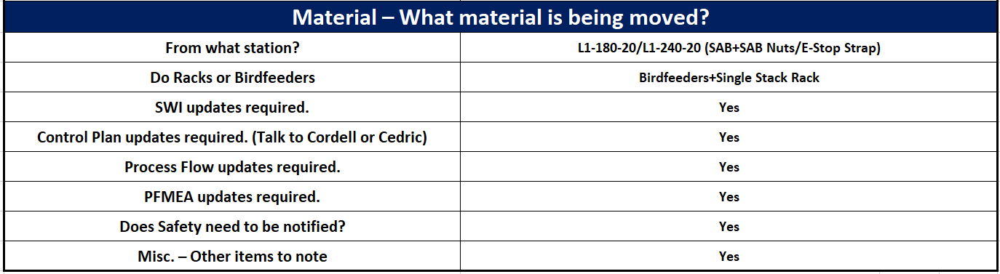 Material – What material is being moved?
From what station? L1-180-20/L1-240-20 (SAB+SAB Nuts/E-Stop Strap)
Do Racks or Birdfeeders Birdfeeders+Single Stack Rack
SWI updates required. Yes
Control Plan updates required. (Talk to Cordell or Cedric) Yes
Process Flow updates required. Yes
PFMEA updates required. Yes
Does Safety need to be notified? Yes
Misc. – Other items to note Yes